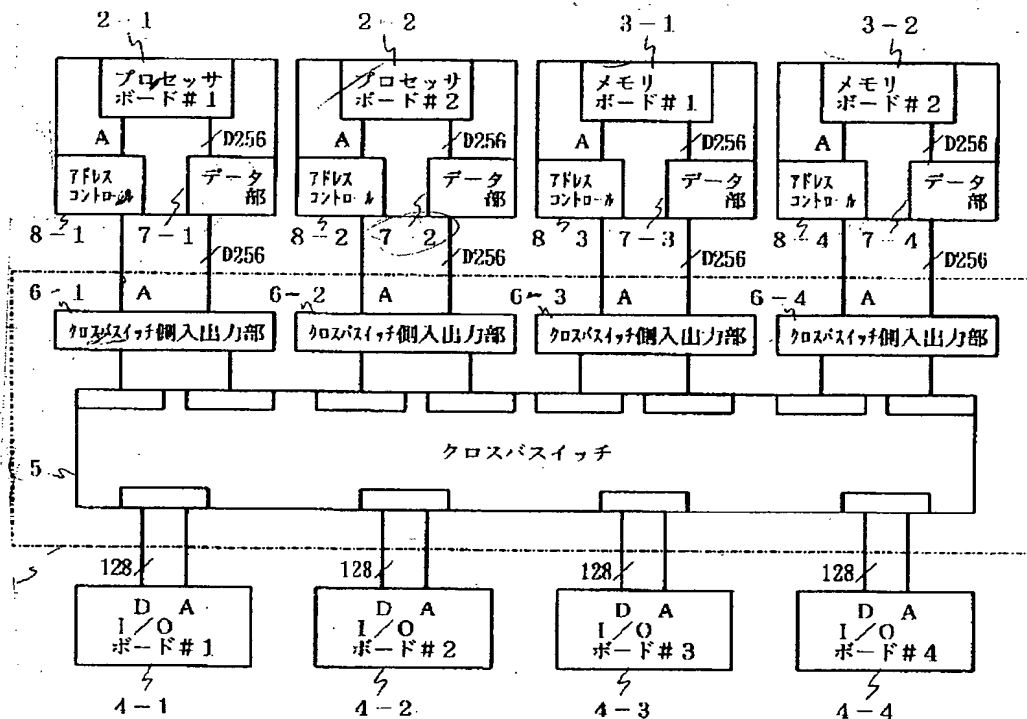 2-1
2-2
3-1
3-2
プロセッサ
ボード#1
プロセッサ
ボード#2
メモリ
ボード#1
メモリ
ボード#2
A
D256
A
D256
A
D256
A
D256
アドレス
コントロール
データ
部
アドレス
コントロール
データ
部
アドレス
コントロール
データ
部
アドレス
コントロール
データ
部
8-1
7-1
8-2
7-2
8-3
7-3
8-4
7-4
D256
D256
D256
D256
6-1
A
6-2
A
6-3
A
6-4
A
クロスバスイッチ側入出力部
クロスバスイッチ側入出力部
クロスバスイッチ側入出力部
クロスバスイッチ側入出力部
クロスバスイッチ
5
1
128
128
128
128
D A
I/O
ボード#1
D A
I/O
ボード#2
D A
I/O
ボード#3
D A
I/O
ボード#4
4-1
4-2
4-3
4-4